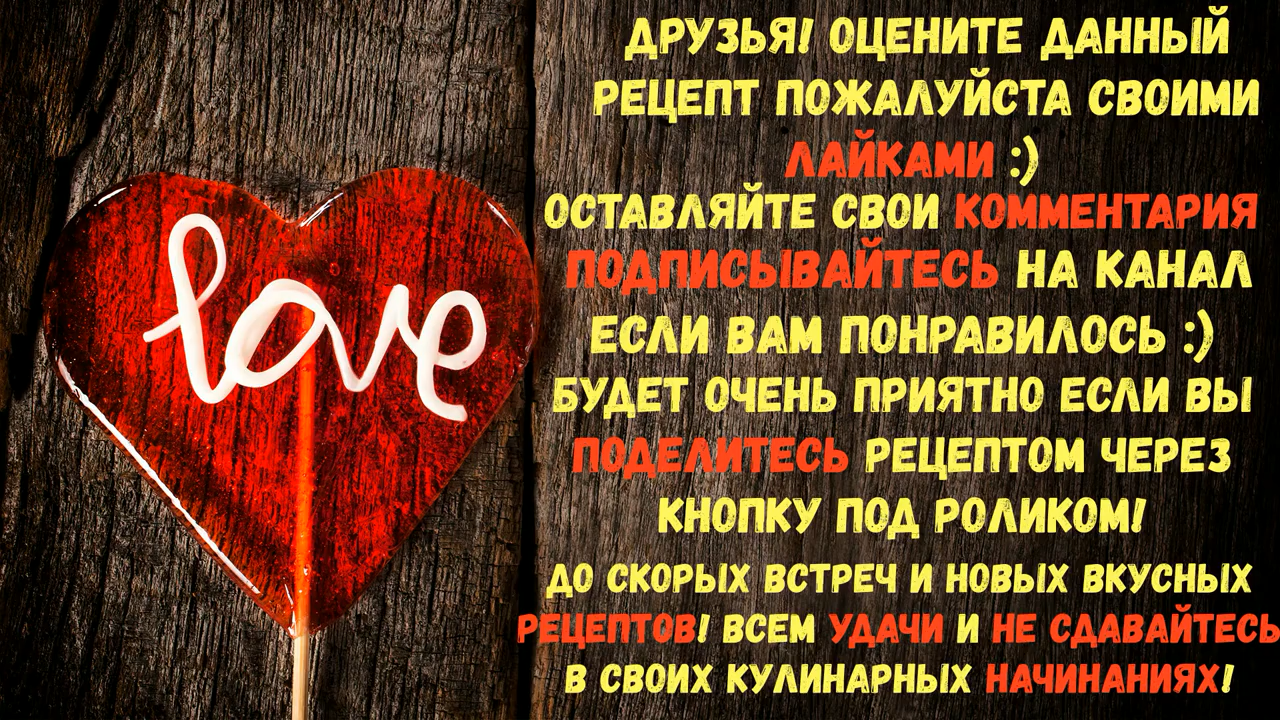 love
ДРУЗЬЯ! ОЦЕНИТЕ ДАННЫЙ
РЕЦЕПТ ПОЖАЛУЙСТА СВОИМИ
ЛАЙКАМИ :)
ОСТАВЛЯЙТЕ СВОИ КОММЕНТАРИЯ
ПОДПИСЫВАЙТЕСЬ НА КАНАЛ
ЕСЛИ ВАМ ПОНРАВИЛОСЬ :)
БУДЕТ ОЧЕНЬ ПРИЯТНО ЕСЛИ ВЫ
ПОДЕЛИТЕСЬ РЕЦЕПТОМ ЧЕРЕЗ
КНОПКУ ПОД РОЛИКОМ!
ДО СКОРЫХ ВСТРЕЧ И НОВЫХ ВКУСНЫХ
РЕЦЕПТОВ! ВСЕМ УДАЧИ И НЕ СДАВАЙТЕСЬ
В СВОИХ КУЛИНАРНЫХ НАЧИНАНИЯХ!